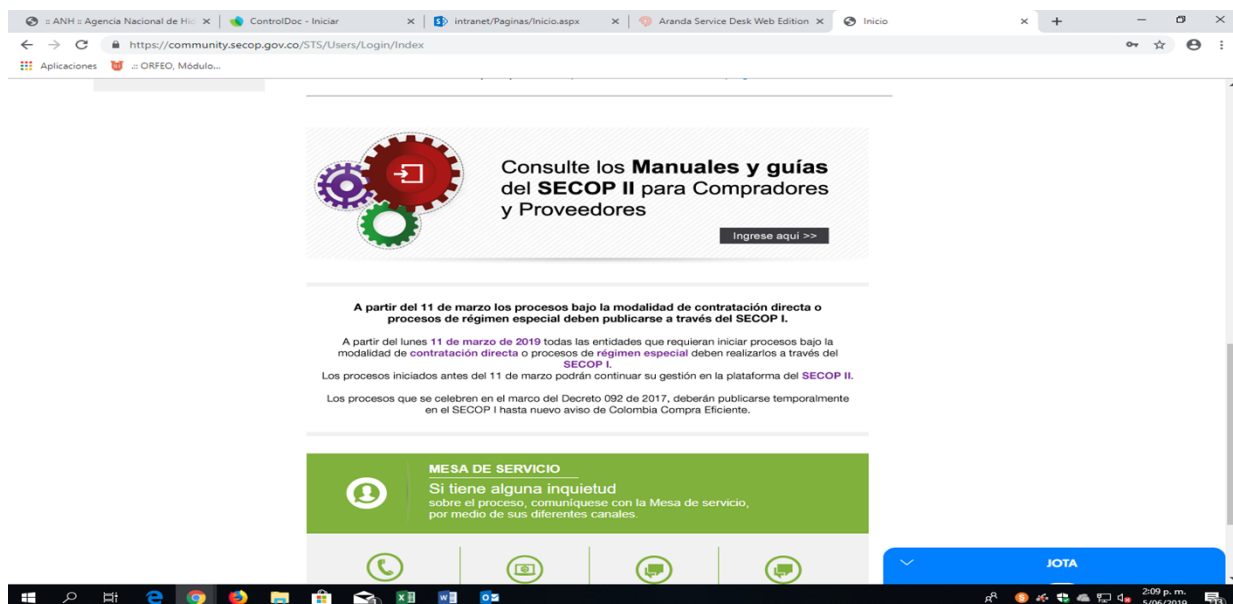 :: ANH :: Agencia Nacional de Hic
ControlDoc - Iniciar
intranet/Paginas/Inicio.aspx
Aranda Service Desk Web Edition
Inicio
https://community.secop.gov.co/STS/Users/Login/Index
Aplicaciones
.:: ORFEO, Módulo...
Consulte los Manuales y guías
del SECOP II para Compradores
y Proveedores
Ingrese aquí >>
A partir del 11 de marzo los procesos bajo la modalidad de contratación directa o
procesos de régimen especial deben publicarse a través del SECOP I.
A partir del lunes 11 de marzo de 2019 todas las entidades que requieran iniciar procesos bajo la
modalidad de contratación directa o procesos de régimen especial deben realizarlos a través del
SECOP I.
Los procesos iniciados antes del 11 de marzo podrán continuar su gestión en la plataforma del SECOP II.
Los procesos que se celebren en el marco del Decreto 092 de 2017, deberán publicarse temporalmente
en el SECOP I hasta nuevo aviso de Colombia Compra Eficiente.
MESA DE SERVICIO
Si tiene alguna inquietud
sobre el proceso, comuníquese con la Mesa de servicio,
por medio de sus diferentes canales.
JOTA
2:09 p. m.
5/06/2019